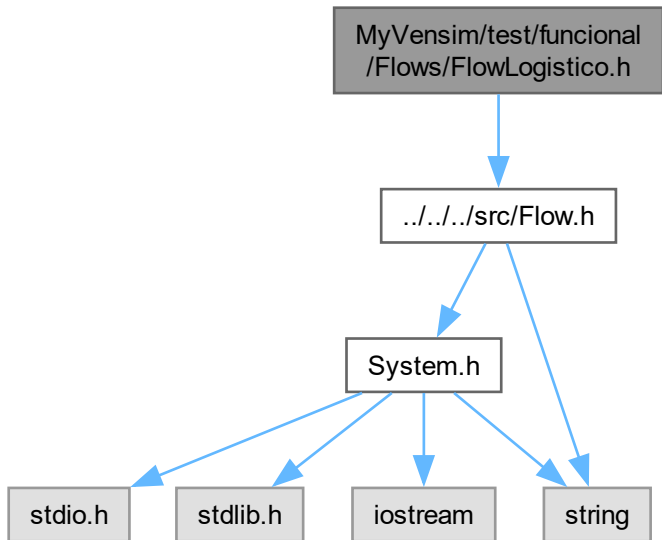 MyVensim/test/funcional
/Flows/FlowLogistico.h
../../../src/Flow.h
System.h
stdio.h
stdlib.h
iostream
string